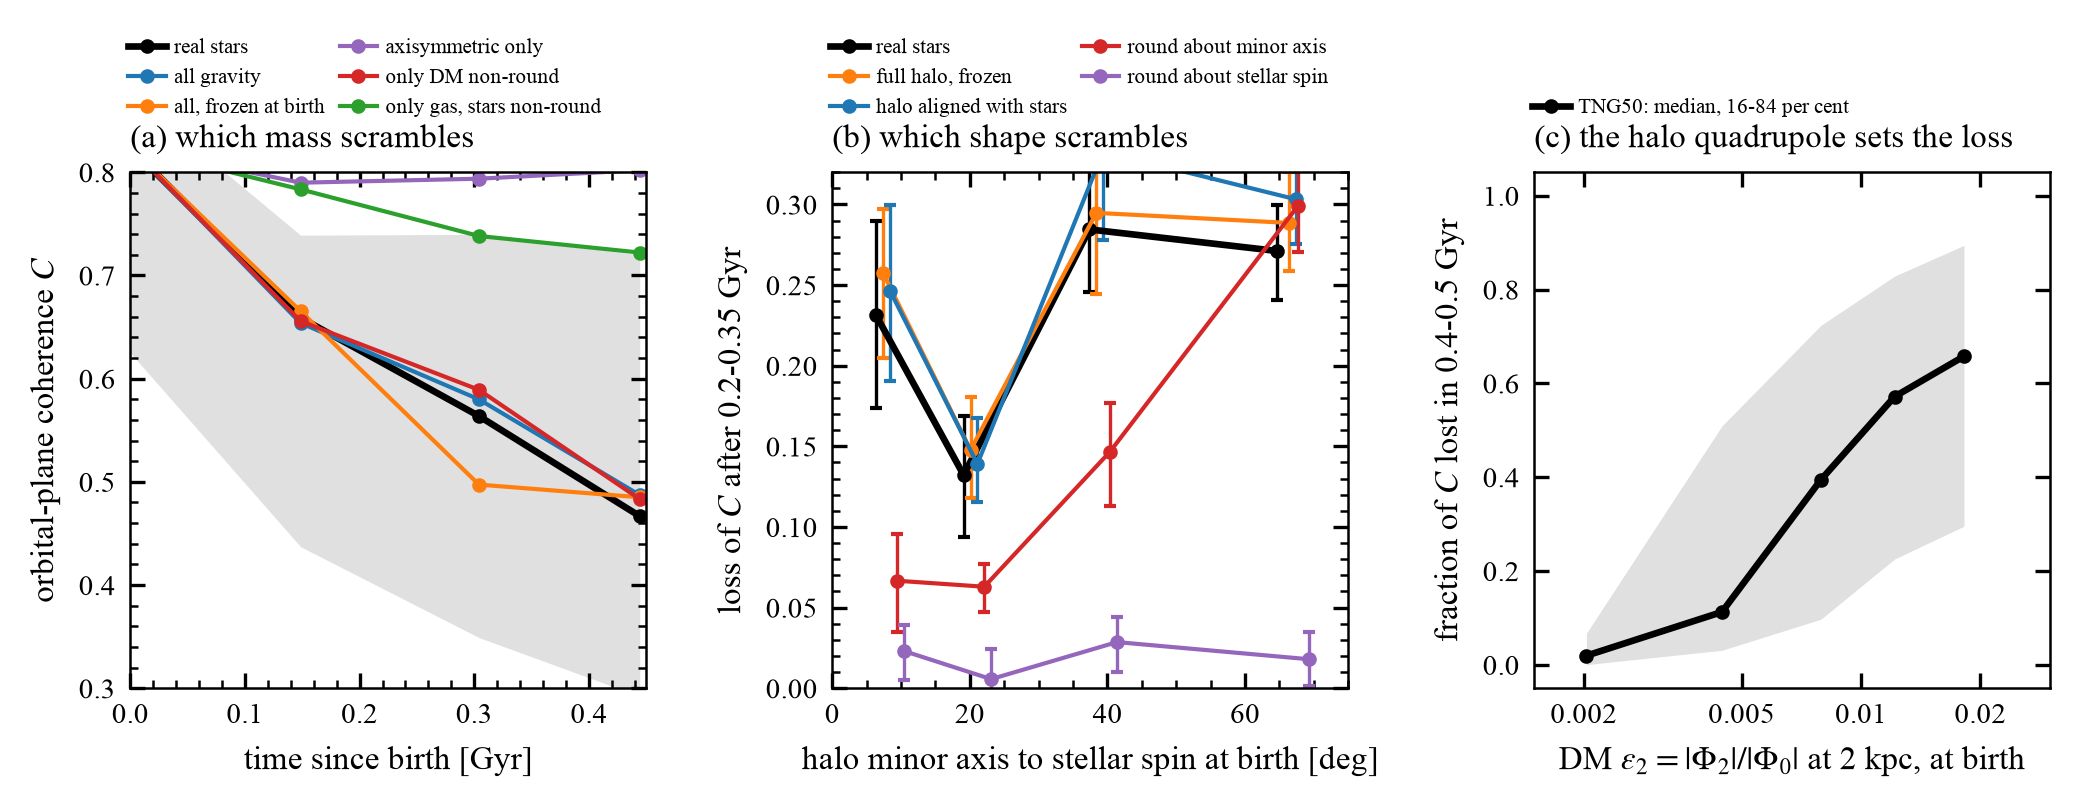 real stars
all gravity
all, frozen at birth
axisymmetric only
only DM non-round
only gas, stars non-round
(a) which mass scrambles
0.8
0.7
0.6
0.5
0.4
0.3
0.0 0.1 0.2 0.3 0.4
orbital-plane coherence C
time since birth [Gyr]
real stars
full halo, frozen
halo aligned with stars
round about minor axis
round about stellar spin
(b) which shape scrambles
0.30
0.25
0.20
0.15
0.10
0.05
0.00
0 20 40 60
loss of C after 0.2-0.35 Gyr
halo minor axis to stellar spin at birth [deg]
TNG50: median, 16-84 per cent
(c) the halo quadrupole sets the loss
1.0
0.8
0.6
0.4
0.2
0.0
0.002 0.005 0.01 0.02
fraction of C lost in 0.4-0.5 Gyr
DM ε₂ = |Φ₂|/|Φ₀| at 2 kpc, at birth